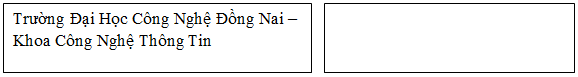 Trường Đại Học Công Nghệ Đồng Nai –
Khoa Công Nghệ Thông Tin